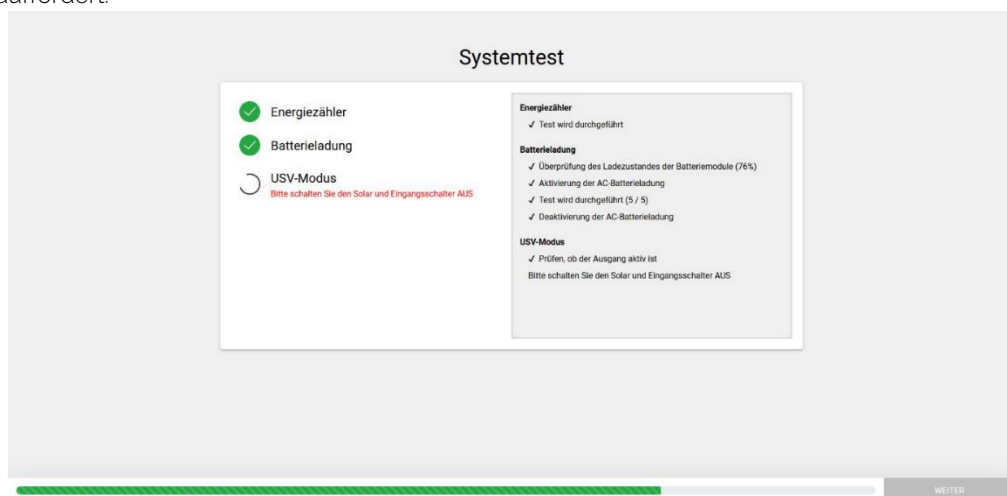 auffordert.
Systemtest
Energiezähler
Batterieladung
USV-Modus
Bitte schalten Sie den Solar und Eingangsschalter AUS
Energiezähler
✓ Test wird durchgeführt
Batterieladung
✓ Überprüfung des Ladezustandes der Batteriemodule (76%)
✓ Aktivierung der AC-Batterieladung
✓ Test wird durchgeführt (5 / 5)
✓ Deaktivierung der AC-Batterieladung
USV-Modus
✓ Prüfen, ob der Ausgang aktiv ist
Bitte schalten Sie den Solar und Eingangsschalter AUS
WEITER